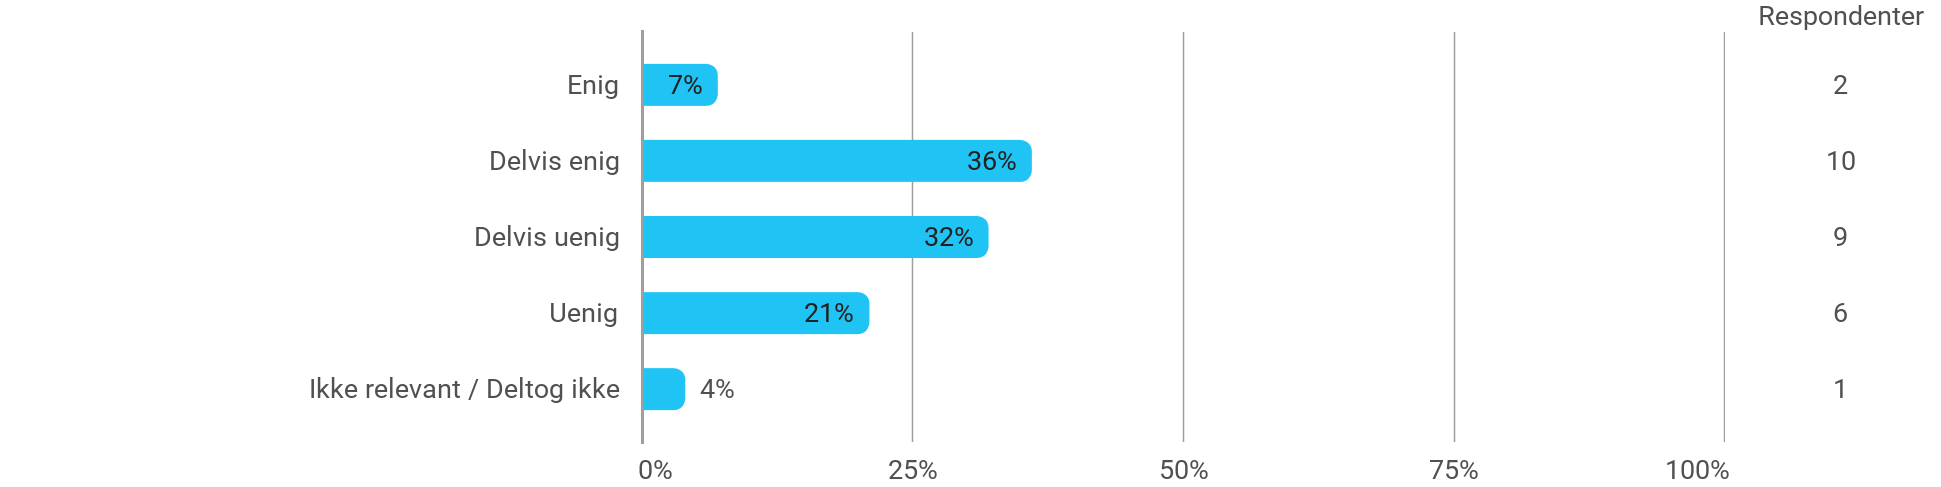 Respondenter
Enig 7% 2
Delvis enig 36% 10
Delvis uenig 32% 9
Uenig 21% 6
Ikke relevant / Deltog ikke 4% 1
0% 25% 50% 75% 100%